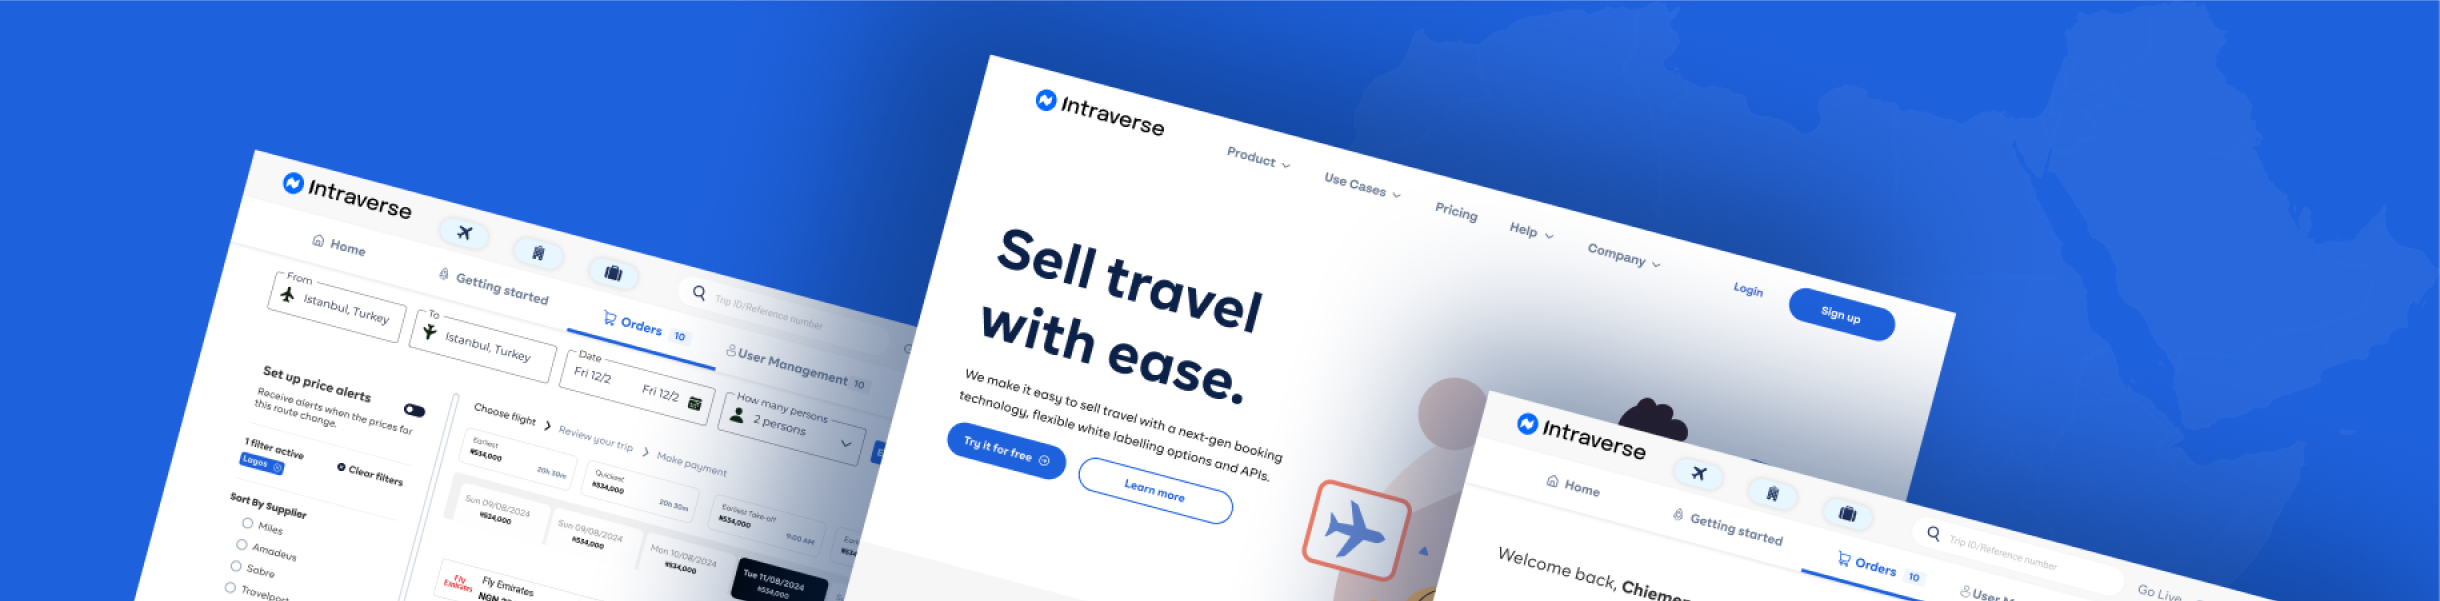 Intraverse
Home
Getting started
Orders 10
User Management 10
Trip ID/Reference number
From
Istanbul, Turkey
To
Istanbul, Turkey
Date
Fri 12/2
Fri 12/2
How many persons
2 persons
Set up price alerts
Receive alerts when the prices for
this route change.
1 filter active
Lagos
Clear filters
Sort By Supplier
Miles
Amadeus
Sabre
Travelport
Choose flight
Review your trip
Make payment
Earliest
₦534,000
20h 30m
Quickest
₦534,000
20h 30m
Earliest Take-off
₦534,000
9:00 AM
Sun 09/08/2024
₦534,000
Sun 09/08/2024
₦534,000
Mon 10/08/2024
₦534,000
Tue 11/08/2024
₦534,000
Fly
Emirates
Fly Emirates
NGN
Intraverse
Product
Use Cases
Pricing
Help
Company
Login
Sign up
Sell travel
with ease.
We make it easy to sell travel with a next-gen booking
technology, flexible white labelling options and APIs.
Try it for free
Learn more
Intraverse
Home
Getting started
Orders 10
User M
Trip ID/Reference number
Go Live
Welcome back, Chiemer